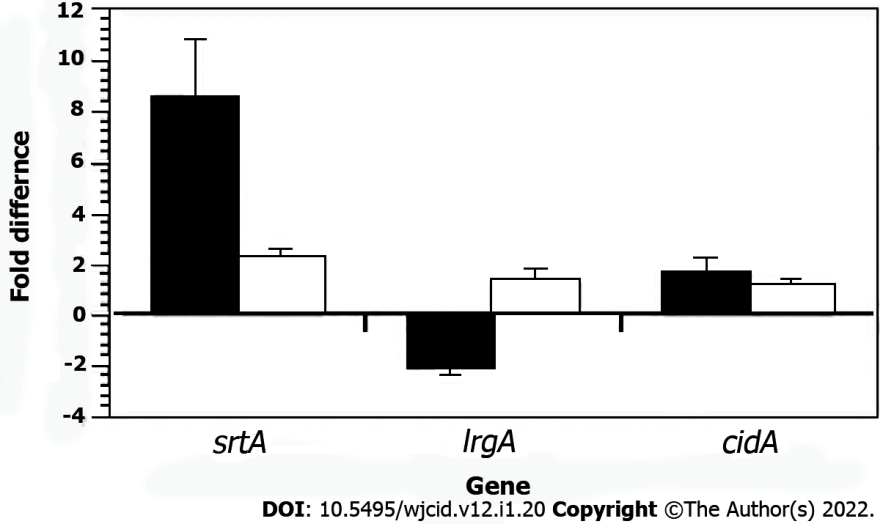 12
10
8
6
4
2
0
-2
-4
Fold differnce
srtA lrgA cidA
Gene
DOI: 10.5495/wjcid.v12.i1.20 Copyright ©The Author(s) 2022.